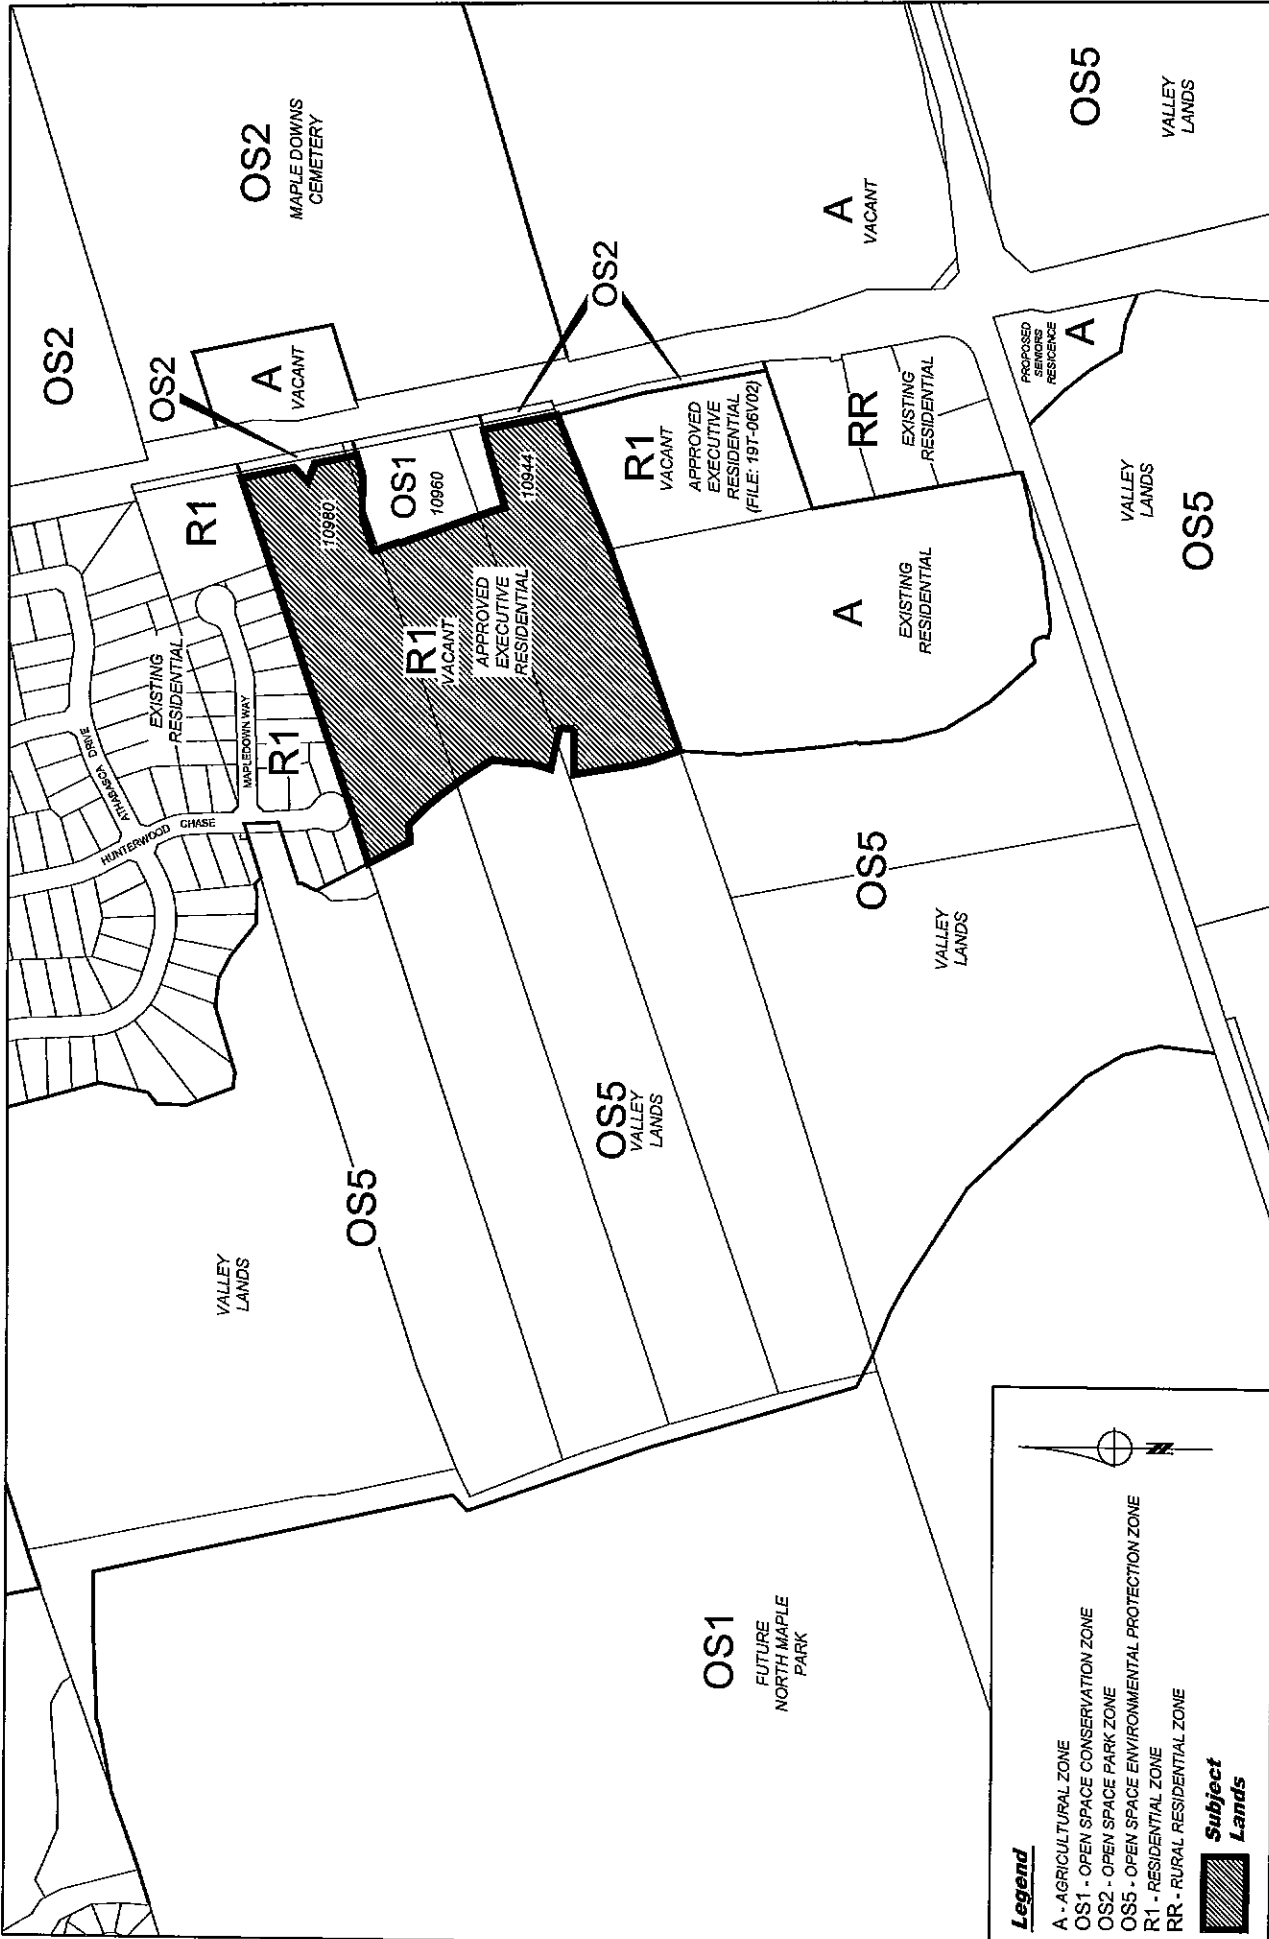 OS2
OS2
MAPLE DOWNS
CEMETERY
OS5
VALLEY
LANDS
A
VACANT
OS2
A
VACANT
OS2
R1
10980
OS1
10960
10944
R1
VACANT
APPROVED
EXECUTIVE
RESIDENTIAL
R1
VACANT
APPROVED
EXECUTIVE
RESIDENTIAL
(FILE: 19T-06V02)
RR
EXISTING
RESIDENTIAL
PROPOSED
SENIORS
RESICENCE
A
EXISTING
RESIDENTIAL
ATHABASCA DRIVE
MAPLEDOWN WAY
HUNTERWOOD CHASE
R1
A
EXISTING
RESIDENTIAL
VALLEY
LANDS
OS5
OS5
VALLEY
LANDS
OS5
VALLEY
LANDS
OS5
VALLEY
LANDS
OS1
FUTURE
NORTH MAPLE
PARK
N
Legend
A - AGRICULTURAL ZONE
OS1 - OPEN SPACE CONSERVATION ZONE
OS2 - OPEN SPACE PARK ZONE
OS5 - OPEN SPACE ENVIRONMENTAL PROTECTION ZONE
R1 - RESIDENTIAL ZONE
RR - RURAL RESIDENTIAL ZONE
Subject
Lands